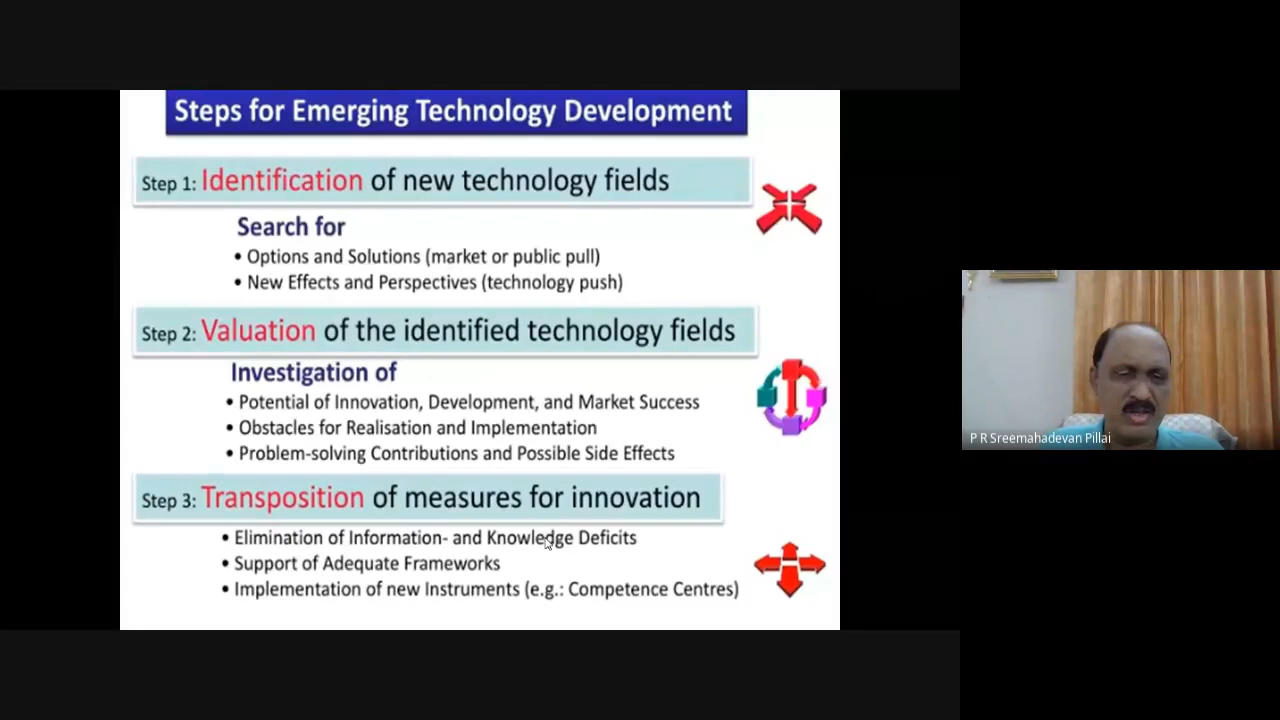 Steps for Emerging Technology Development
Step 1: Identification of new technology fields
Search for
• Options and Solutions (market or public pull)
• New Effects and Perspectives (technology push)
Step 2: Valuation of the identified technology fields
Investigation of
• Potential of Innovation, Development, and Market Success
• Obstacles for Realisation and Implementation
• Problem-solving Contributions and Possible Side Effects
Step 3: Transposition of measures for innovation
• Elimination of Information- and Knowledge Deficits
• Support of Adequate Frameworks
• Implementation of new Instruments (e.g.: Competence Centres)
P R Sreemahadevan Pillai